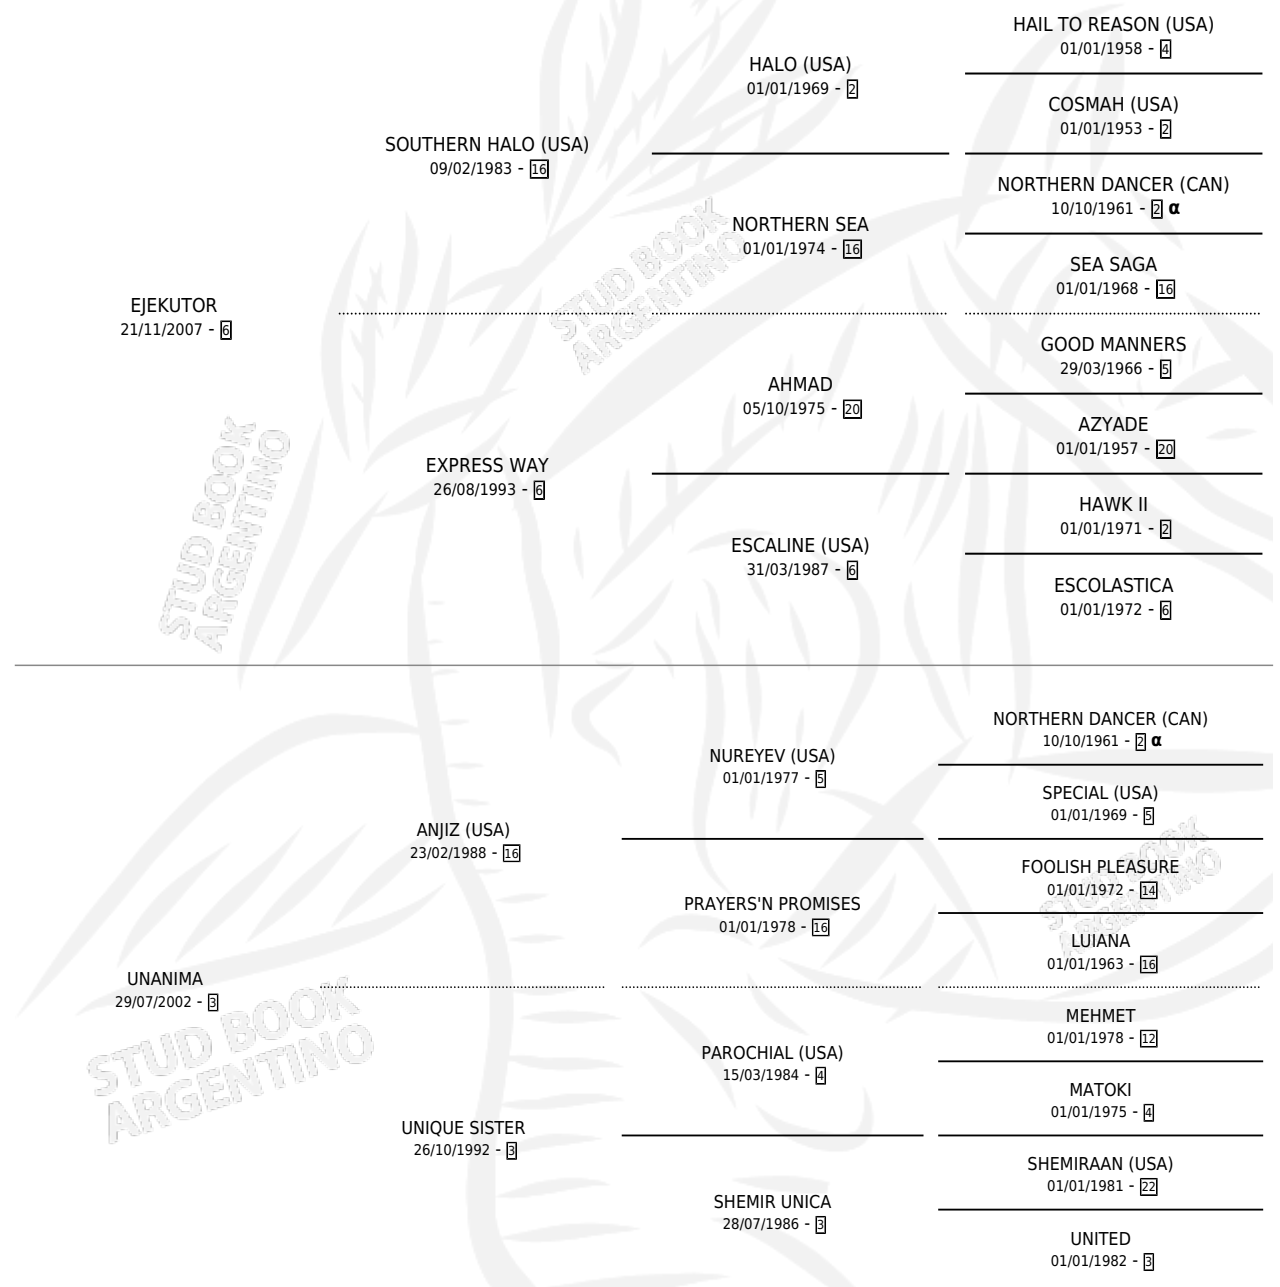 HAIL TO REASON (USA)
01/01/1958 - 4
HALO (USA)
01/01/1969 - 2
COSMAH (USA)
01/01/1953 - 2
SOUTHERN HALO (USA)
09/02/1983 - 16
NORTHERN DANCER (CAN)
10/10/1961 - 2 α
NORTHERN SEA
01/01/1974 - 16
SEA SAGA
01/01/1968 - 16
EJEKUTOR
21/11/2007 - 6
GOOD MANNERS
29/03/1966 - 5
AHMAD
05/10/1975 - 20
AZYADE
01/01/1957 - 20
EXPRESS WAY
26/08/1993 - 6
HAWK II
01/01/1971 - 2
ESCALINE (USA)
31/03/1987 - 6
ESCOLASTICA
01/01/1972 - 6
NORTHERN DANCER (CAN)
10/10/1961 - 2 α
NUREYEV (USA)
01/01/1977 - 5
SPECIAL (USA)
01/01/1969 - 5
ANJIZ (USA)
23/02/1988 - 16
FOOLISH PLEASURE
01/01/1972 - 14
PRAYERS'N PROMISES
01/01/1978 - 16
LUIANA
01/01/1963 - 16
UNANIMA
29/07/2002 - 3
MEHMET
01/01/1978 - 12
PAROCHIAL (USA)
15/03/1984 - 4
MATOKI
01/01/1975 - 4
UNIQUE SISTER
26/10/1992 - 3
SHEMIRAAN (USA)
01/01/1981 - 22
SHEMIR UNICA
28/07/1986 - 3
UNITED
01/01/1982 - 3
STUD BOOK
ARGENTINO
STUD BOOK
ARGENTINO
STUD BOOK
ARGENTINO
STUD BOOK
ARGENTINO